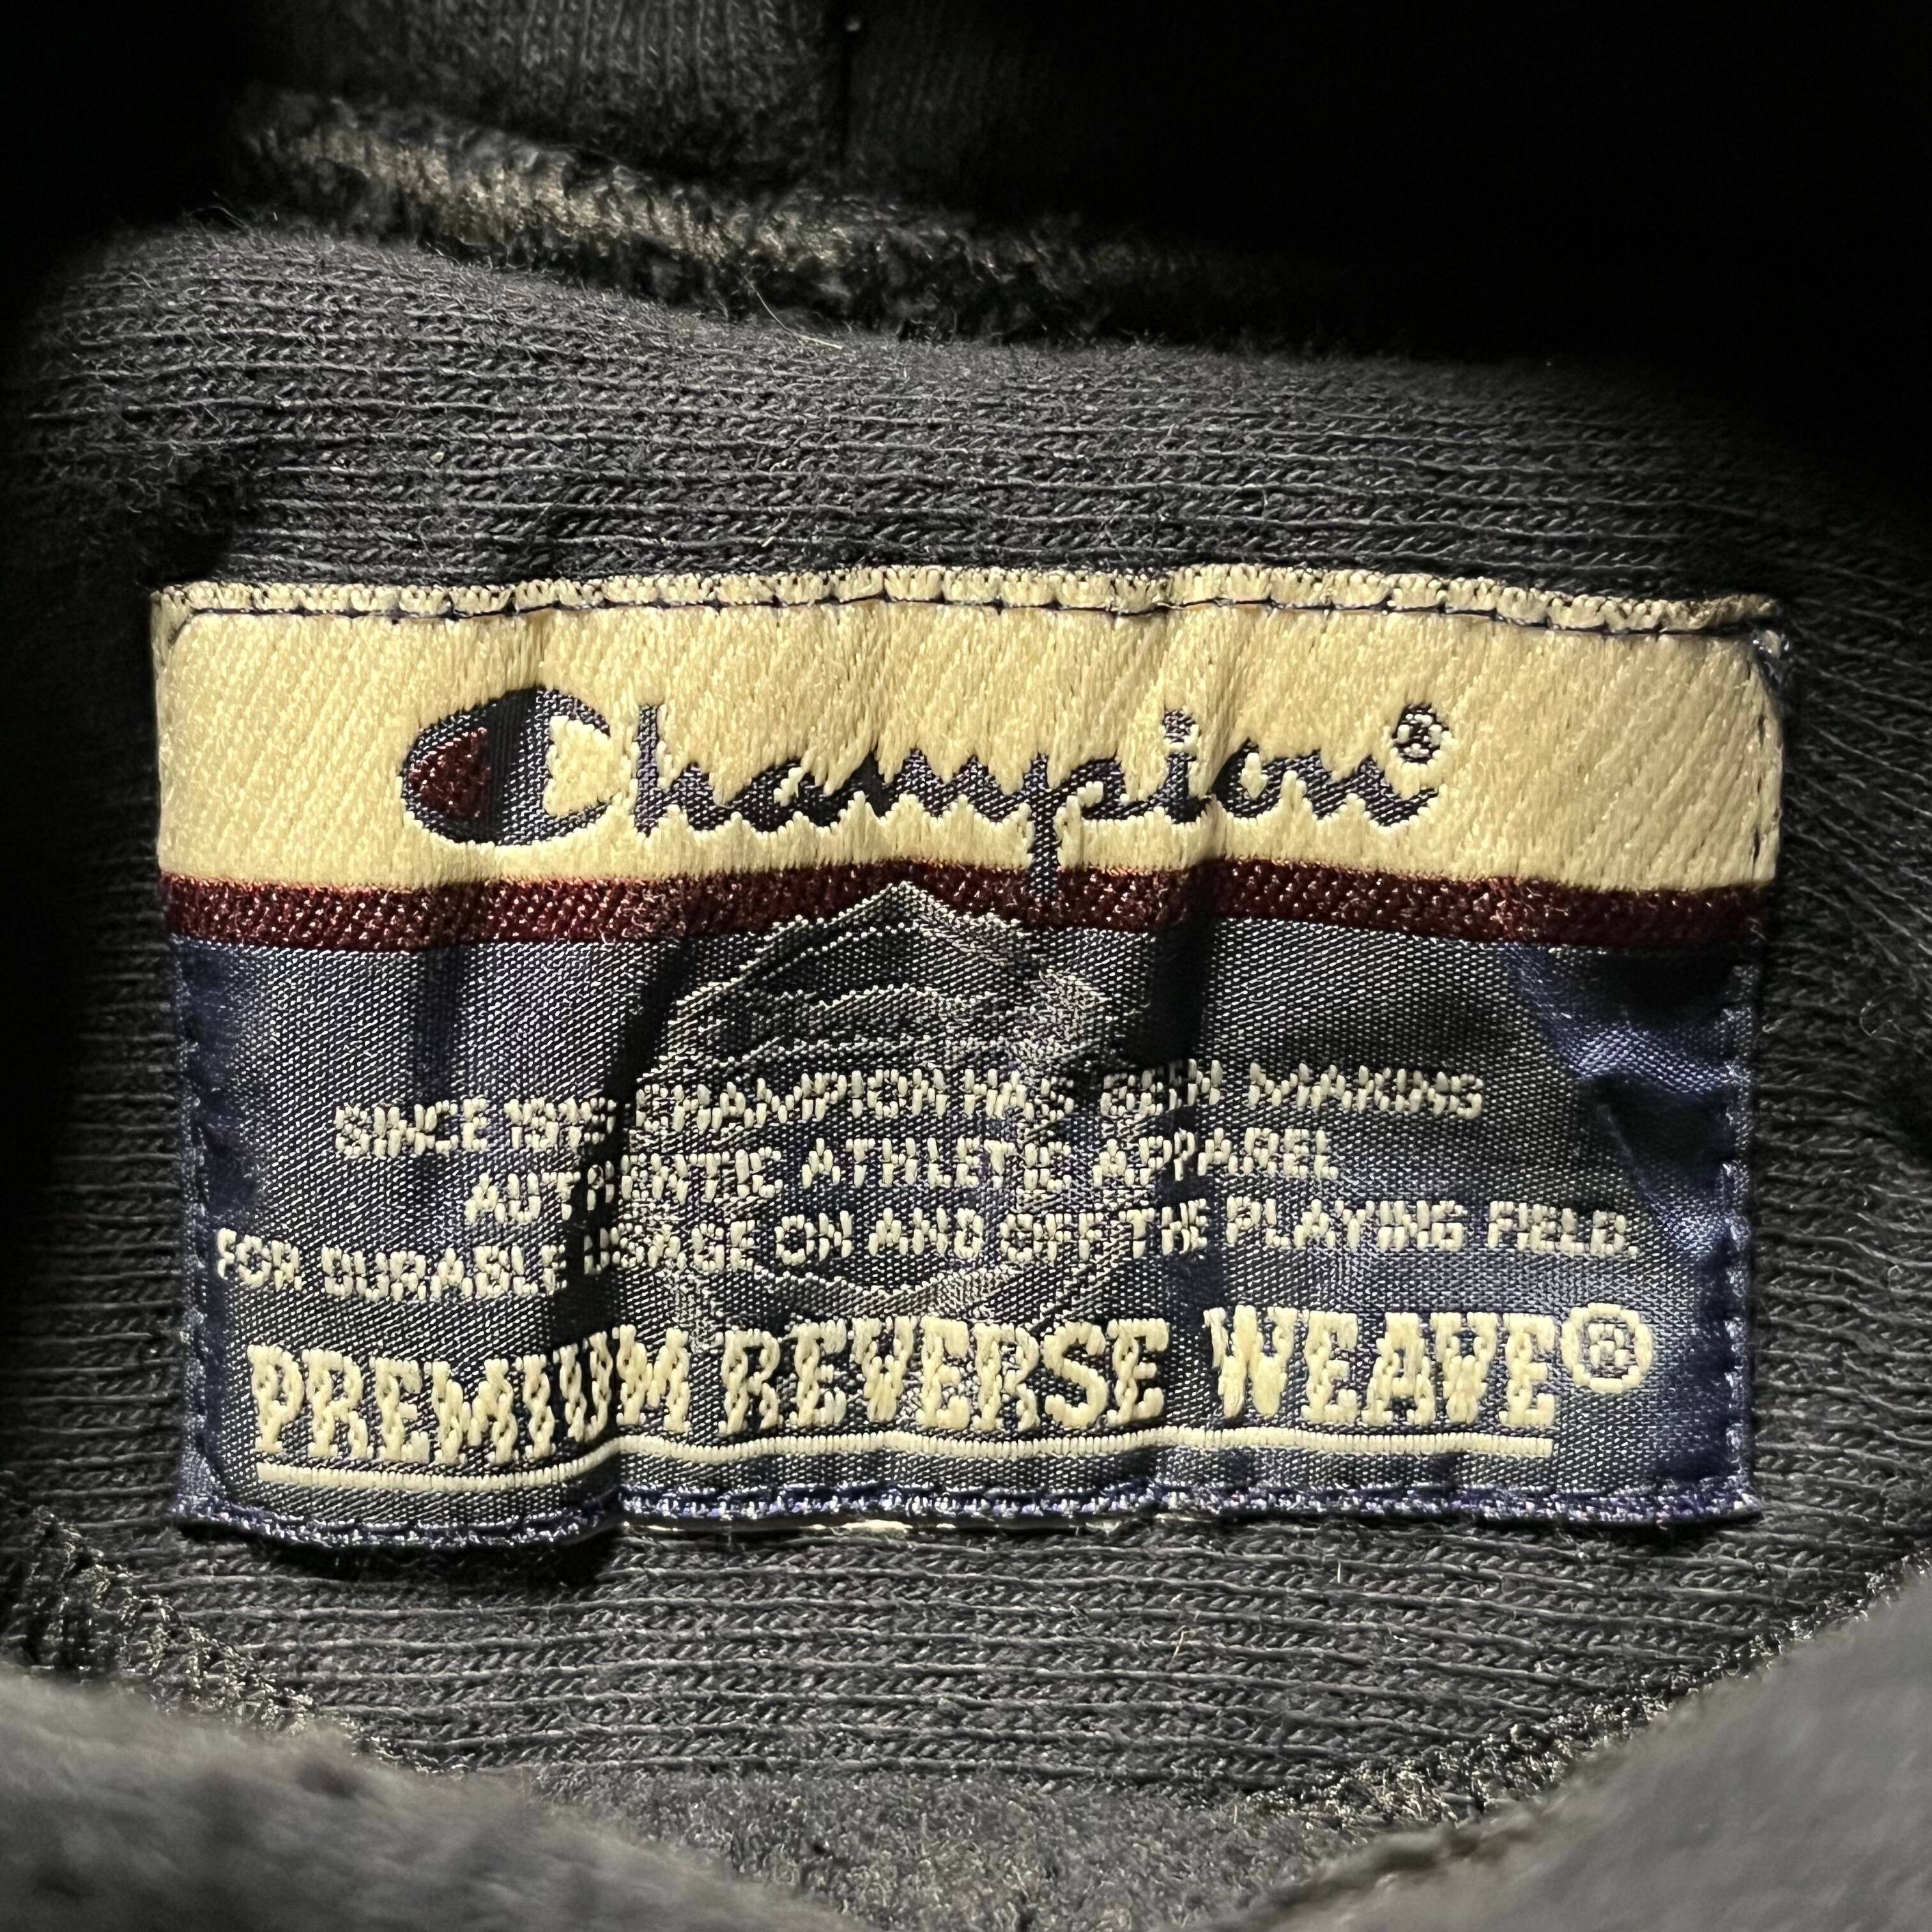 Champion®
SINCE 1919 CHAMPION HAS BEEN MAKING
AUTHENTIC ATHLETIC APPAREL
FOR DURABLE USAGE ON AND OFF THE PLAYING FIELD.
PREMIUM REVERSE WEAVE®